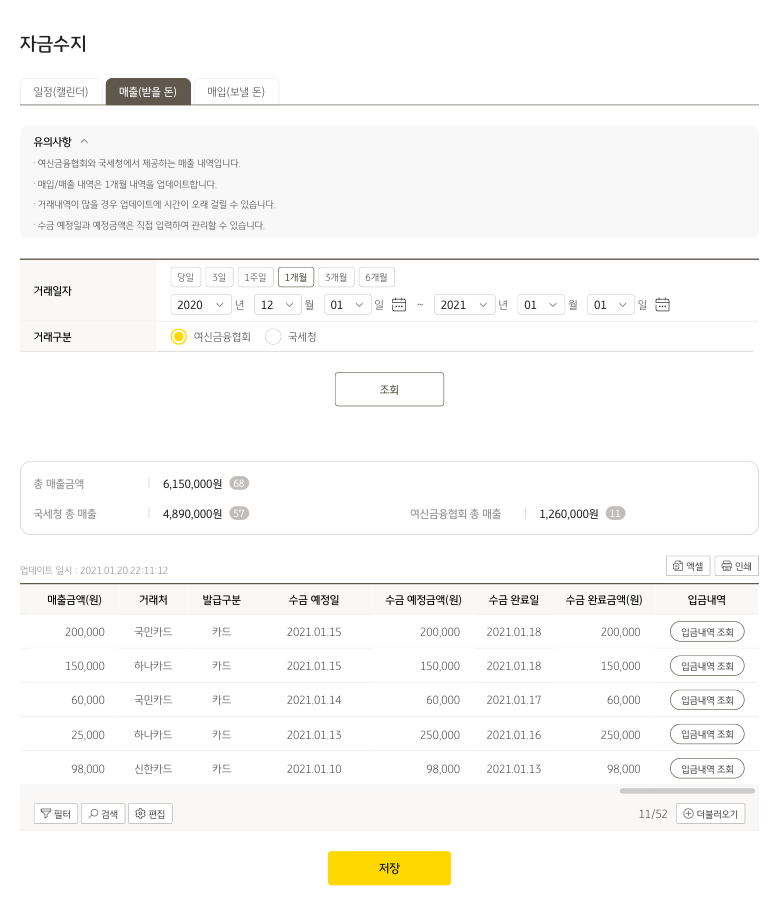 자금수지
일정(캘린더) 매출(받을 돈) 매입(보낼 돈)
유의사항
· 여신금융협회와 국세청에서 제공하는 매출 내역입니다.
· 매입/매출 내역은 1개월 내역을 업데이트합니다.
· 거래내역이 많을 경우 업데이트에 시간이 오래 걸릴 수 있습니다.
· 수금 예정일과 예정금액은 직접 입력하여 관리할 수 있습니다.
당일 3일 1주일 1개월 3개월 6개월
거래일자
2020 년 12 월 01 일 ~ 2021 년 01 월 01 일
거래구분 여신금융협회 국세청
조회
총 매출금액 6,150,000원 68
국세청 총 매출 4,890,000원 57 여신금융협회 총 매출 1,260,000원 11
업데이트 일시 : 2021.01.20.22:11:12 엑셀 인쇄
매출금액(원) 거래처 발급구분 수금 예정일 수금 예정금액(원) 수금 완료일 수금 완료금액(원) 입금내역
200,000 국민카드 카드 2021.01.15 200,000 2021.01.18 200,000 입금내역 조회
150,000 하나카드 카드 2021.01.15 150,000 2021.01.18 150,000 입금내역 조회
60,000 국민카드 카드 2021.01.14 60,000 2021.01.17 60,000 입금내역 조회
25,000 하나카드 카드 2021.01.13 250,000 2021.01.16 250,000 입금내역 조회
98,000 신한카드 카드 2021.01.10 98,000 2021.01.13 98,000 입금내역 조회
필터 검색 편집 11/52 더불러오기
저장